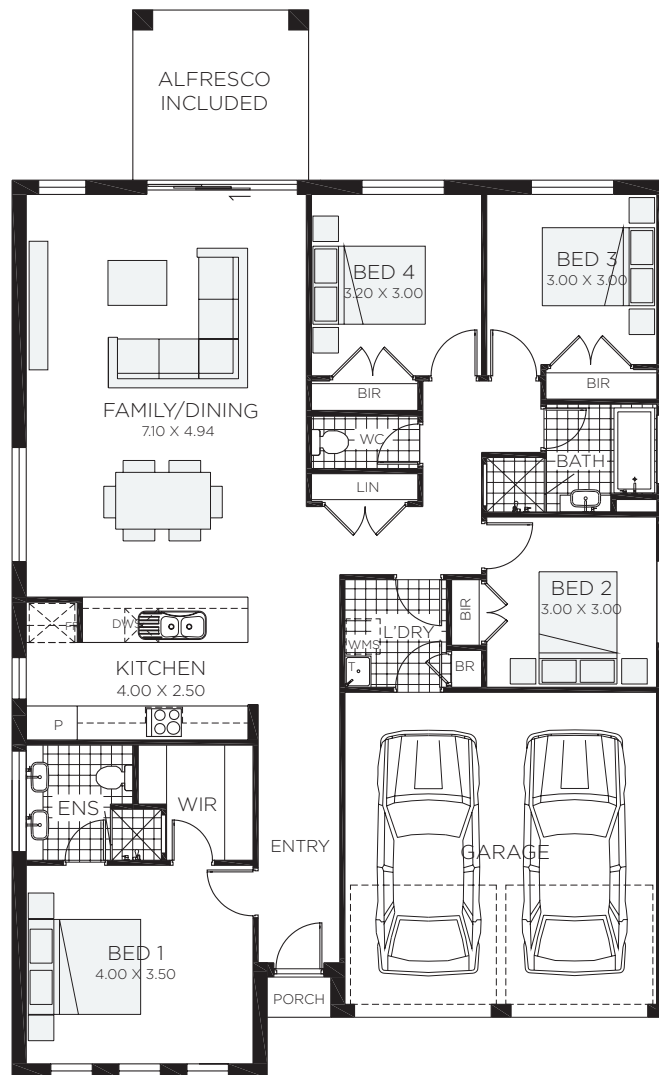 ALFRESCO
INCLUDED
BED 4
3.20 X 3.00
BED 3
3.00 X 3.00
BIR
BIR
FAMILY/DINING
7.10 X 4.94
WC
BATH
LIN
BED 2
3.00 X 3.00
BIR
L'DRY
WMS
T
BR
DWS
KITCHEN
4.00 X 2.50
P
ENS
WIR
ENTRY
GARAGE
BED 1
4.00 X 3.50
PORCH